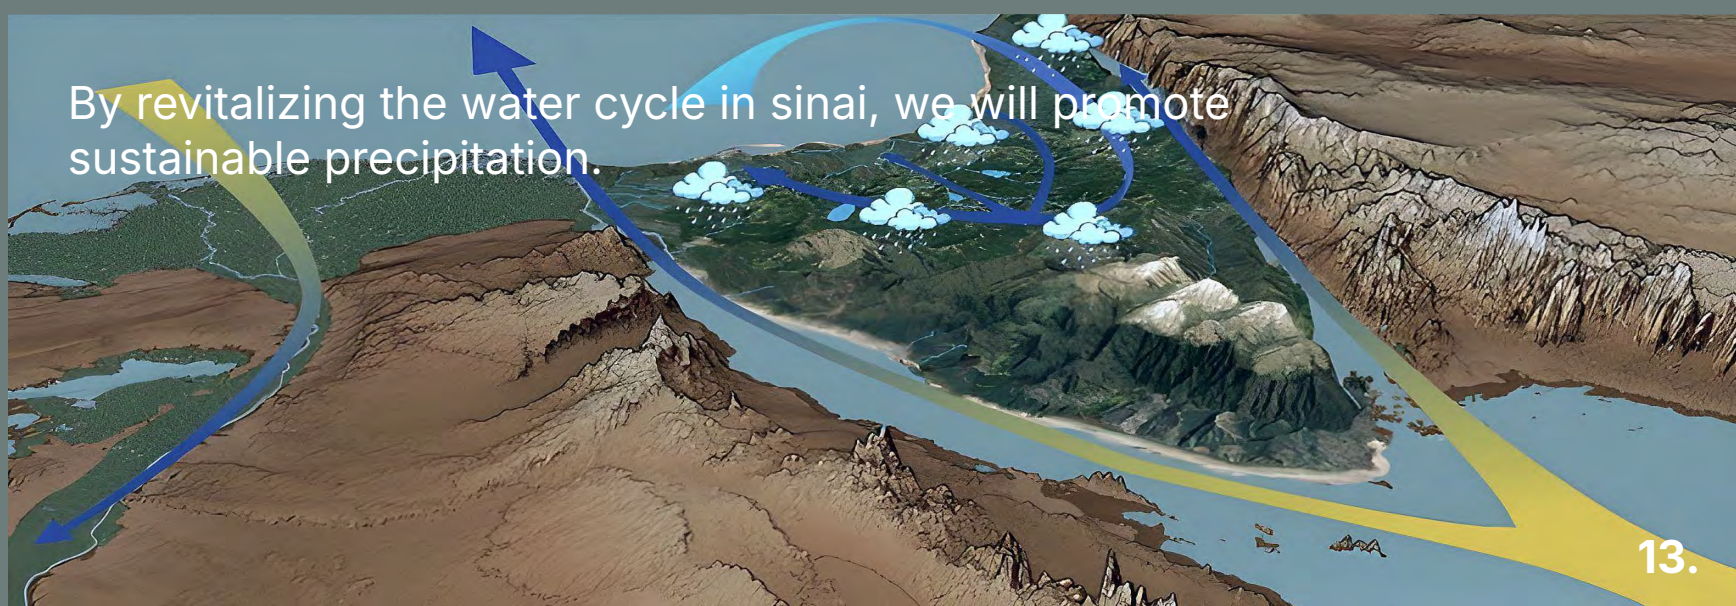 By revitalizing the water cycle in sinai, we will promote
sustainable precipitation.
13.